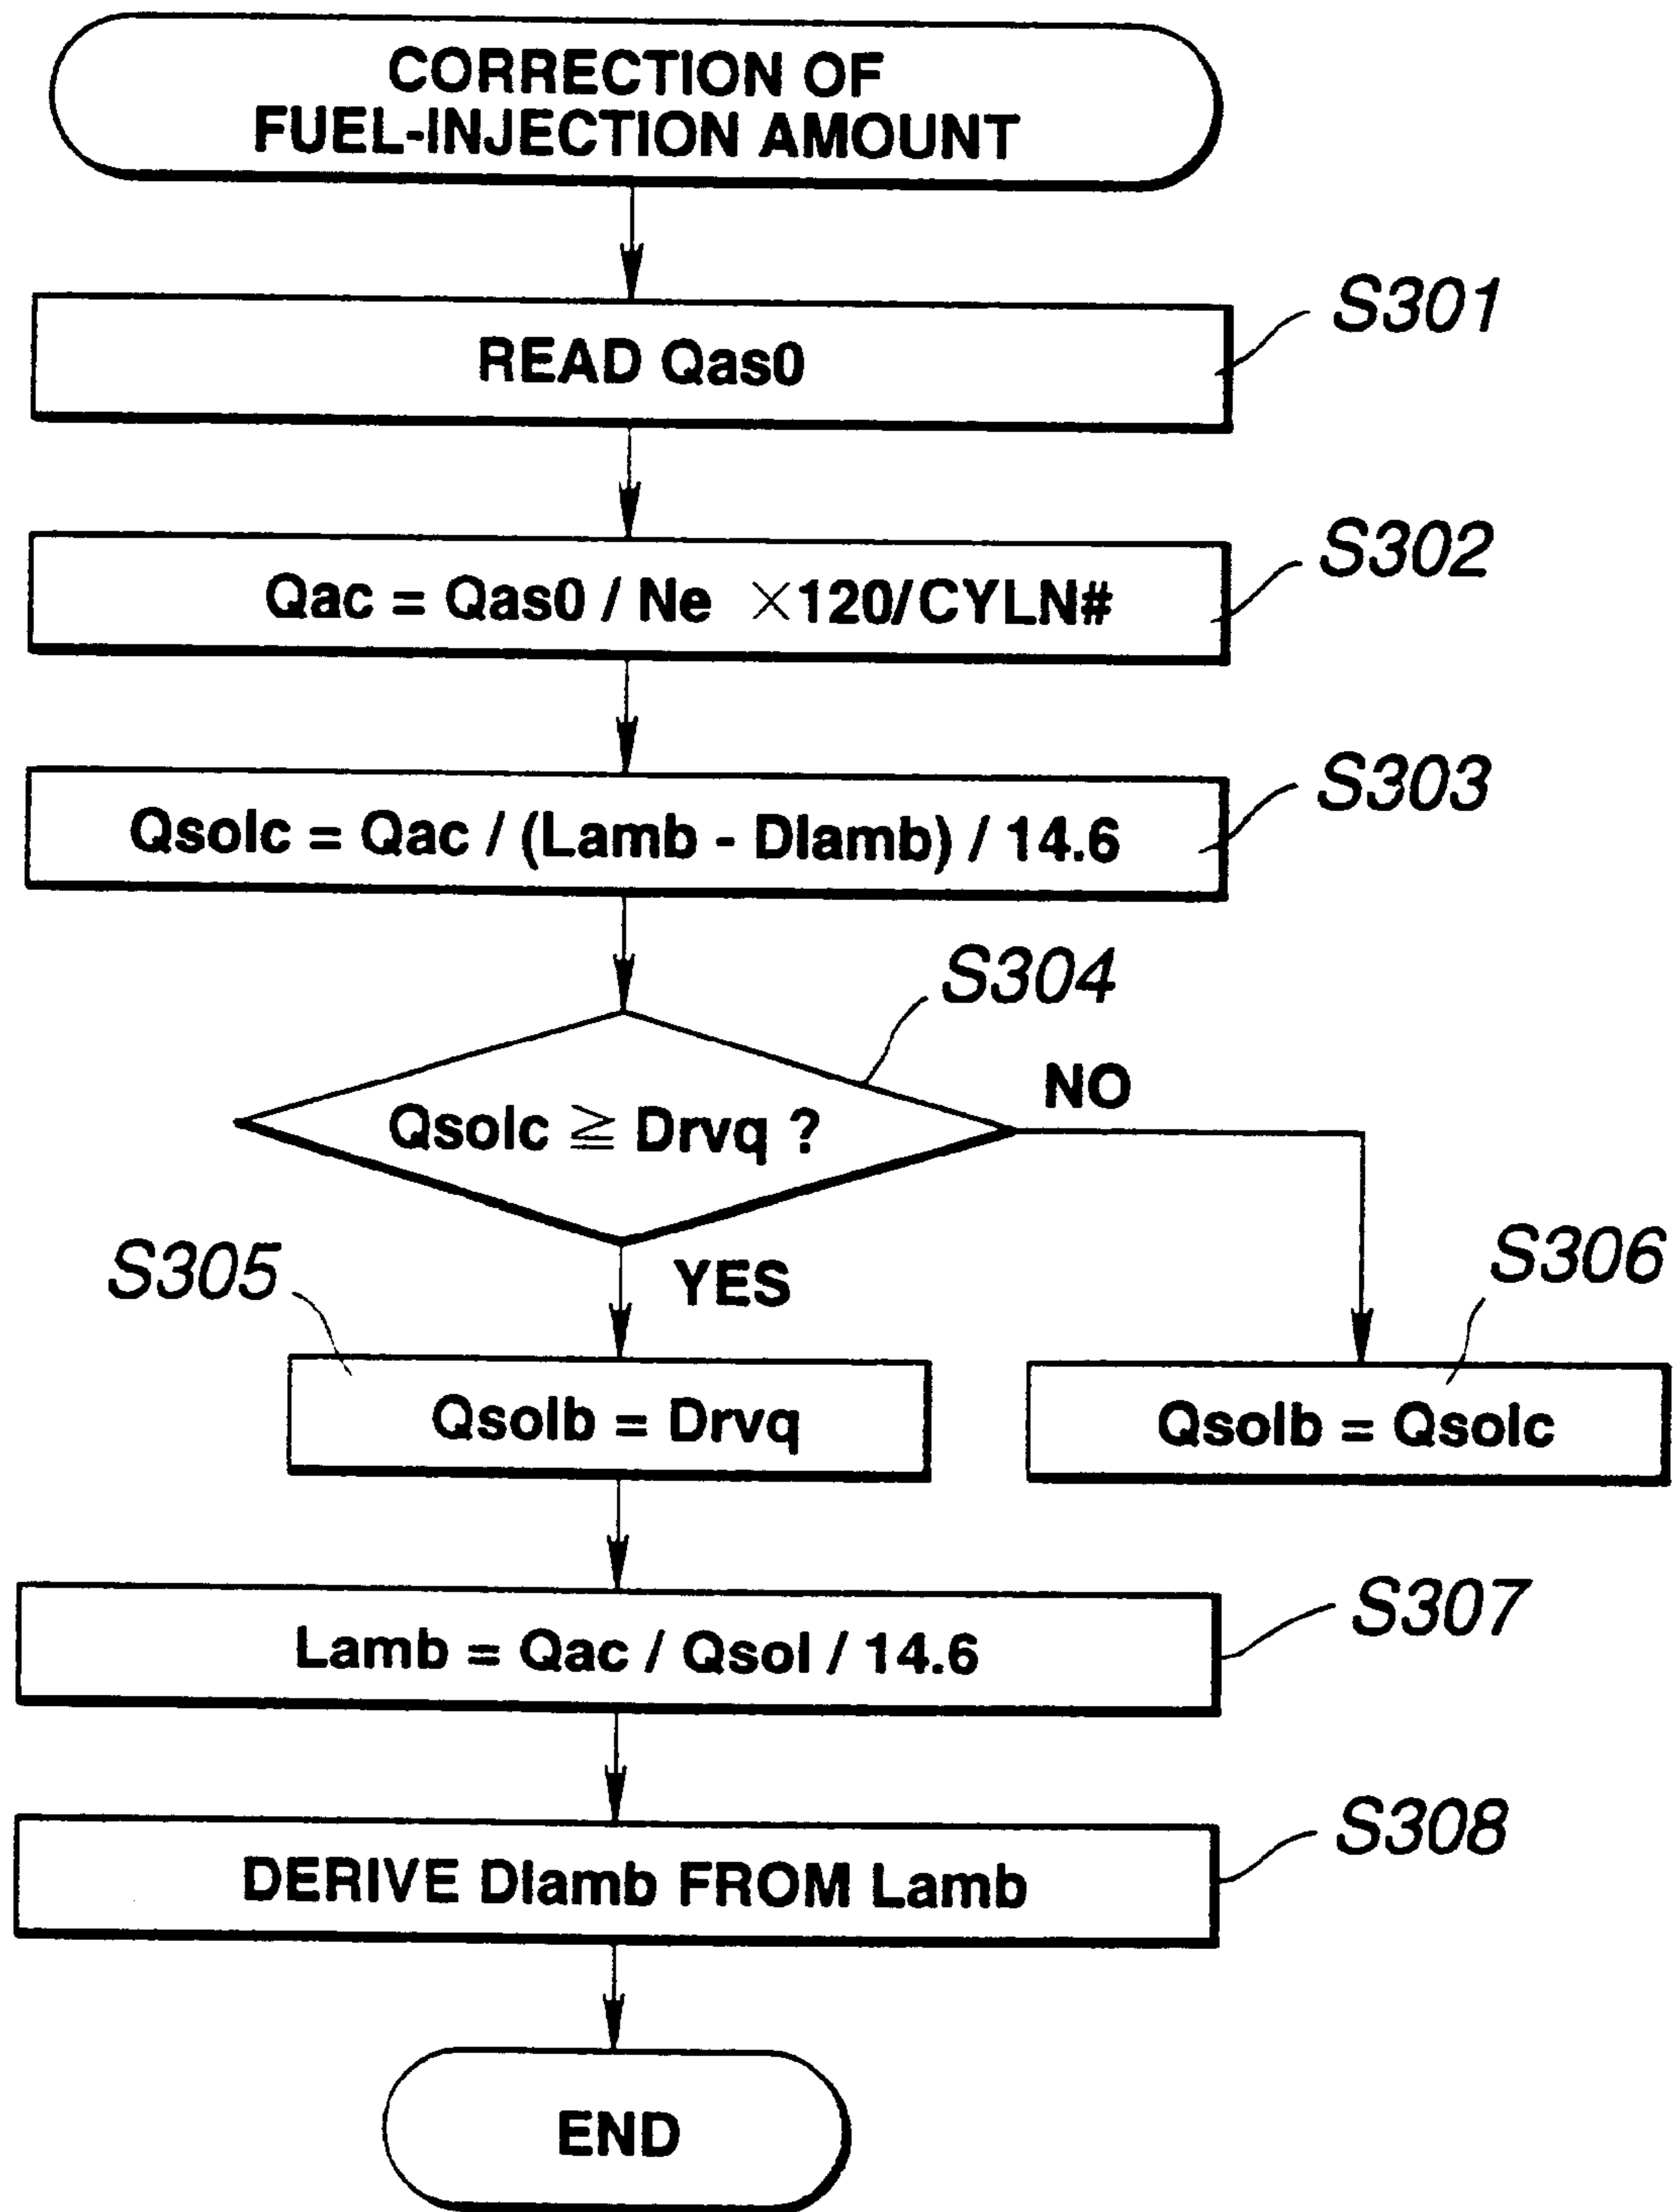 CORRECTION OF
FUEL-INJECTION AMOUNT
S301
READ Qas0
S302
Qac = Qas0 / Ne ×120/CYLN#
S303
Qsolc = Qac / (Lamb - Dlamb) / 14.6
S304
NO
Qsolc ≧ Drvq ?
S305
YES
S306
Qsolb = Drvq
Qsolb = Qsolc
S307
Lamb = Qac / Qsol / 14.6
S308
DERIVE Dlamb FROM Lamb
END